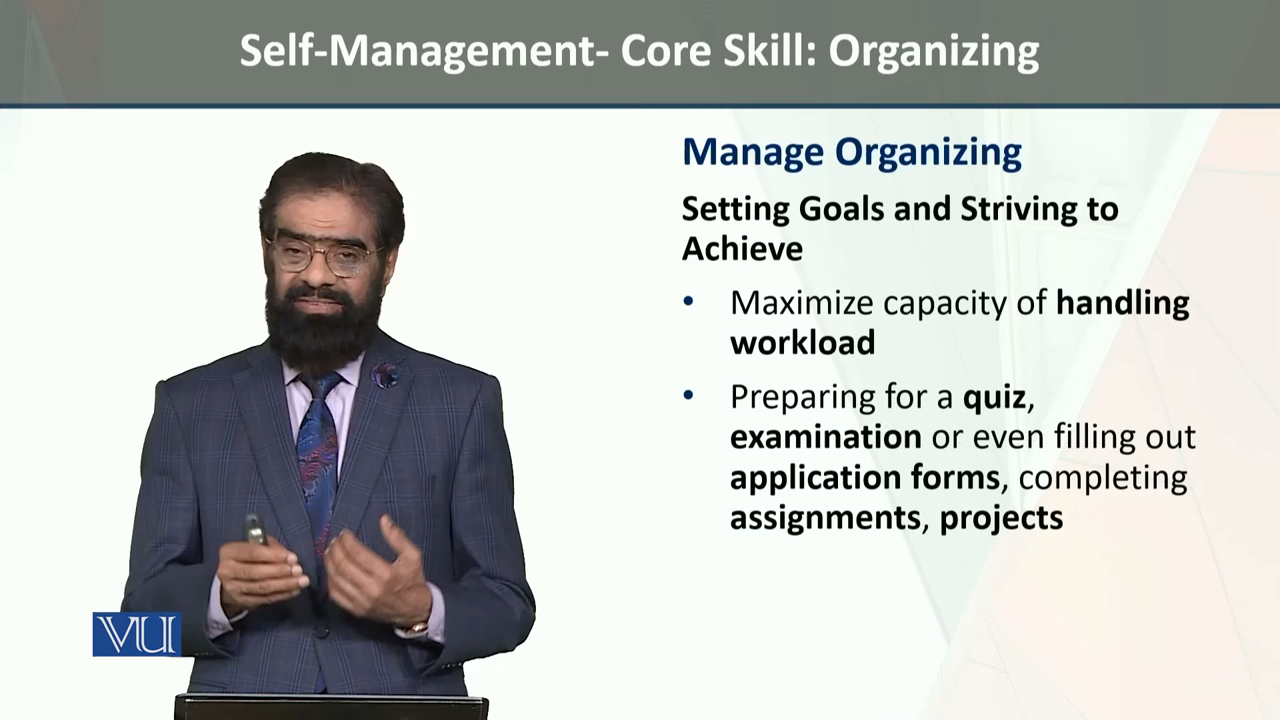 Self-Management- Core Skill: Organizing
Manage Organizing
Setting Goals and Striving to
Achieve
• Maximize capacity of handling
workload
• Preparing for a quiz,
examination or even filling out
application forms, completing
assignments, projects
VU